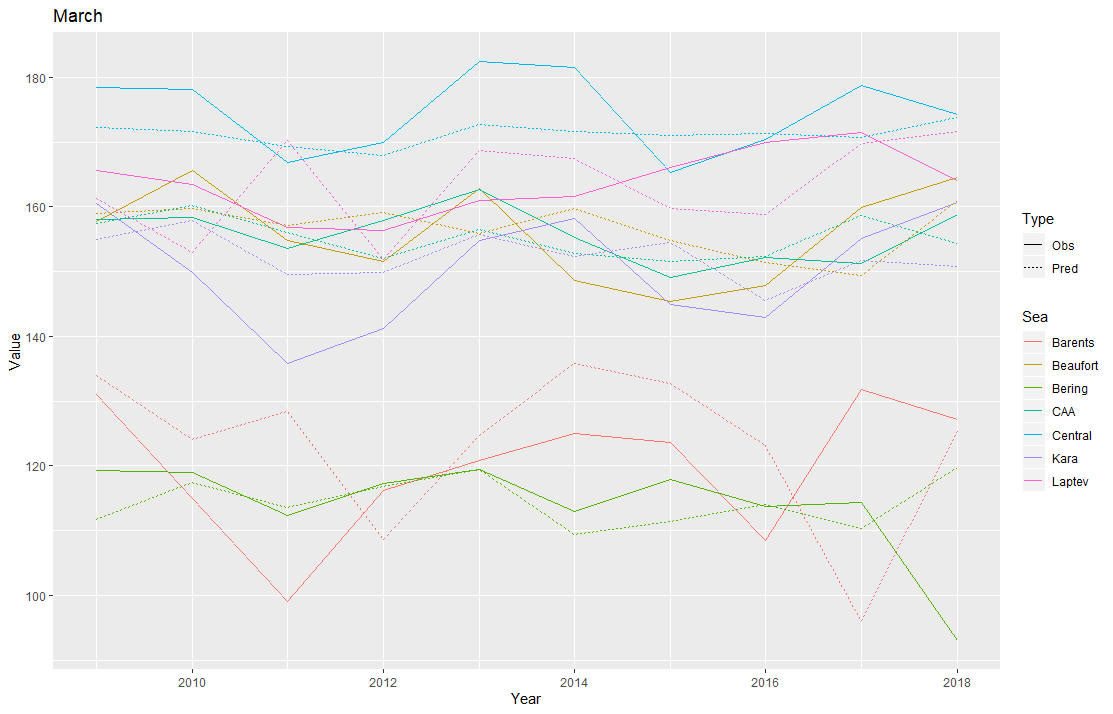 March
Value
180
160
140
120
100
2010
2012
2014
2016
2018
Year
Type
Obs
Pred
Sea
Barents
Beaufort
Bering
CAA
Central
Kara
Laptev